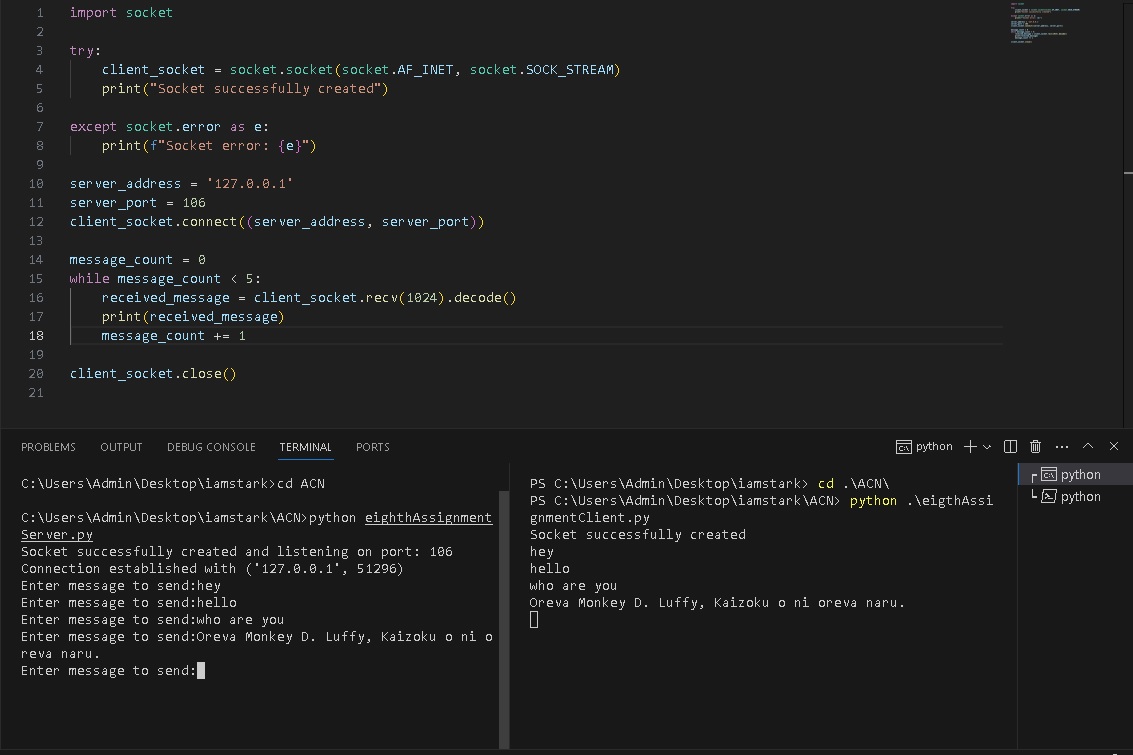 1 import socket
2
3 try:
4 client_socket = socket.socket(socket.AF_INET, socket.SOCK_STREAM)
5 print("Socket successfully created")
6
7 except socket.error as e:
8 print(f"Socket error: {e}")
9
10 server_address = '127.0.0.1'
11 server_port = 106
12 client_socket.connect((server_address, server_port))
13
14 message_count = 0
15 while message_count < 5:
16 received_message = client_socket.recv(1024).decode()
17 print(received_message)
18 message_count += 1
19
20 client_socket.close()
21
PROBLEMS OUTPUT DEBUG CONSOLE TERMINAL PORTS python
C:\Users\Admin\Desktop\iamstark>cd ACN
C:\Users\Admin\Desktop\iamstark\ACN>python eighthAssignment
Server.py
Socket successfully created and listening on port: 106
Connection established with ('127.0.0.1', 51296)
Enter message to send:hey
Enter message to send:hello
Enter message to send:who are you
Enter message to send:Oreva Monkey D. Luffy, Kaizoku o ni o
reva naru.
Enter message to send:
PS C:\Users\Admin\Desktop\iamstark> cd .\ACN\
PS C:\Users\Admin\Desktop\iamstark\ACN> python .\eigthAssi
gnmentClient.py
Socket successfully created
hey
hello
who are you
Oreva Monkey D. Luffy, Kaizoku o ni oreva naru.
python
python